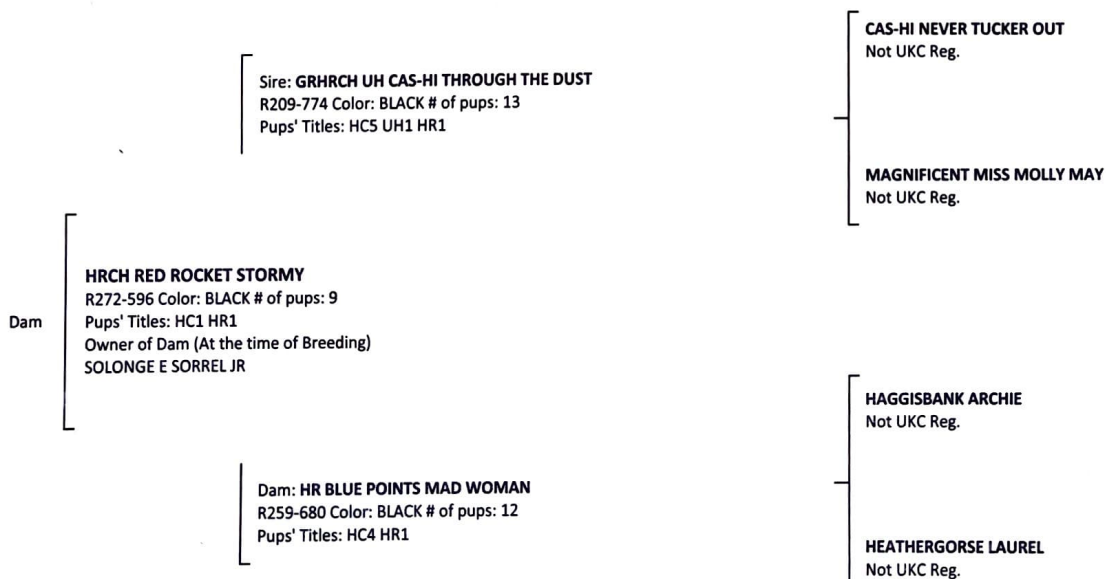 CAS-HI NEVER TUCKER OUT
Not UKC Reg.
Sire: GRHRCH UH CAS-HI THROUGH THE DUST
R209-774 Color: BLACK # of pups: 13
Pups' Titles: HC5 UH1 HR1
MAGNIFICENT MISS MOLLY MAY
Not UKC Reg.
Dam
HRCH RED ROCKET STORMY
R272-596 Color: BLACK # of pups: 9
Pups' Titles: HC1 HR1
Owner of Dam (At the time of Breeding)
SOLONGE E SORREL JR
HAGGISBANK ARCHIE
Not UKC Reg.
Dam: HR BLUE POINTS MAD WOMAN
R259-680 Color: BLACK # of pups: 12
Pups' Titles: HC4 HR1
HEATHERGORSE LAUREL
Not UKC Reg.